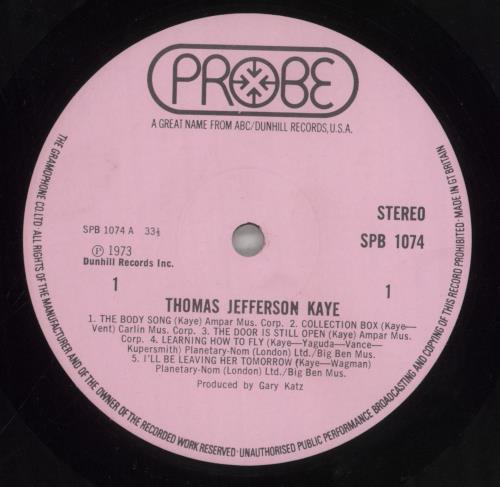 PROBE
A GREAT NAME FROM ABC/DUNHILL RECORDS, U.S.A.
STEREO
SPB 1074 A 33⅓
SPB 1074
℗ 1973
Dunhill Records Inc.
1
1
THOMAS JEFFERSON KAYE
1. THE BODY SONG (Kaye) Ampar Mus. Corp. 2. COLLECTION BOX (Kaye—
Vent) Carlin Mus. Corp. 3. THE DOOR IS STILL OPEN (Kaye) Ampar Mus.
Corp. 4. LEARNING HOW TO FLY (Kaye—Yaguda—Vance—
Kupersmith) Planetary-Nom (London) Ltd./Big Ben Mus.
5. I'LL BE LEAVING HER TOMORROW (Kaye—Wagman)
Planetary-Nom (London) Ltd./Big Ben Mus.
Produced by Gary Katz
THE GRAMOPHONE CO. LTD · ALL RIGHTS OF THE MANUFACTURER AND OF THE OWNER OF THE RECORDED WORK RESERVED · UNAUTHORISED PUBLIC PERFORMANCE BROADCASTING AND COPYING OF THIS RECORD PROHIBITED · MADE IN GT BRITAIN